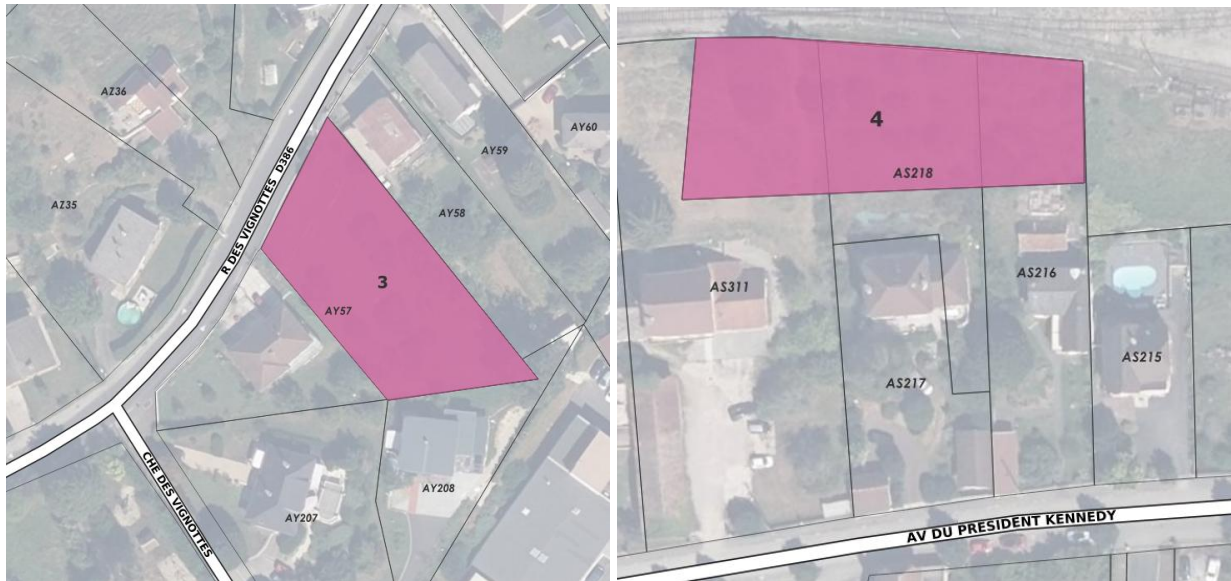 AZ36
AZ35
R DES VIGNOTTES D386
AY60
AY59
AY58
3
AY57
CHE DES VIGNOTTES
AY208
AY207
4
AS218
AS311
AS216
AS217
AS215
AV DU PRESIDENT KENNEDY